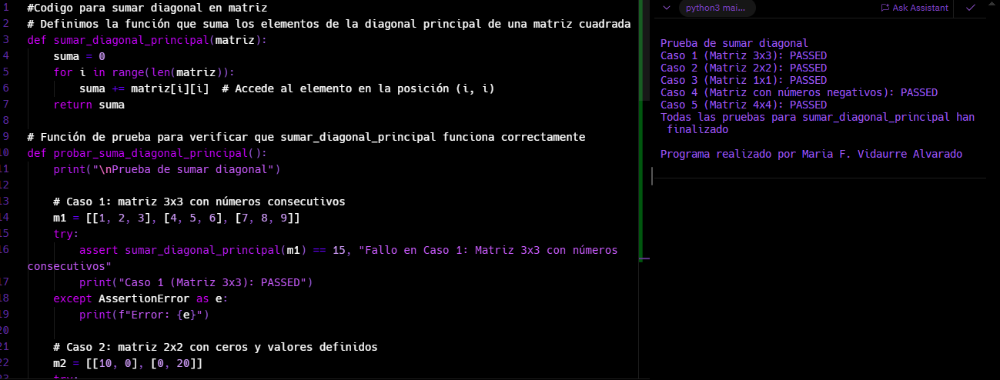 1 #Codigo para sumar diagonal en matriz
2 # Definimos la función que suma los elementos de la diagonal principal de una matriz cuadrada
3 def sumar_diagonal_principal(matriz):
4 suma = 0
5 for i in range(len(matriz)):
6 suma += matriz[i][i]  # Accede al elemento en la posición (i, i)
7 return suma
8
9 # Función de prueba para verificar que sumar_diagonal_principal funciona correctamente
10 def probar_suma_diagonal_principal():
11 print("\nPrueba de sumar diagonal")
12
13 # Caso 1: matriz 3x3 con números consecutivos
14 m1 = [[1, 2, 3], [4, 5, 6], [7, 8, 9]]
15 try:
16 assert sumar_diagonal_principal(m1) == 15, "Fallo en Caso 1: Matriz 3x3 con números
consecutivos"
17 print("Caso 1 (Matriz 3x3): PASSED")
18 except AssertionError as e:
19 print(f"Error: {e}")
20
21 # Caso 2: matriz 2x2 con ceros y valores definidos
22 m2 = [[10, 0], [0, 20]]
23 try:
python3 mai...
Ask Assistant
Prueba de sumar diagonal
Caso 1 (Matriz 3x3): PASSED
Caso 2 (Matriz 2x2): PASSED
Caso 3 (Matriz 1x1): PASSED
Caso 4 (Matriz con números negativos): PASSED
Caso 5 (Matriz 4x4): PASSED
Todas las pruebas para sumar_diagonal_principal han
finalizado
Programa realizado por Maria F. Vidaurre Alvarado